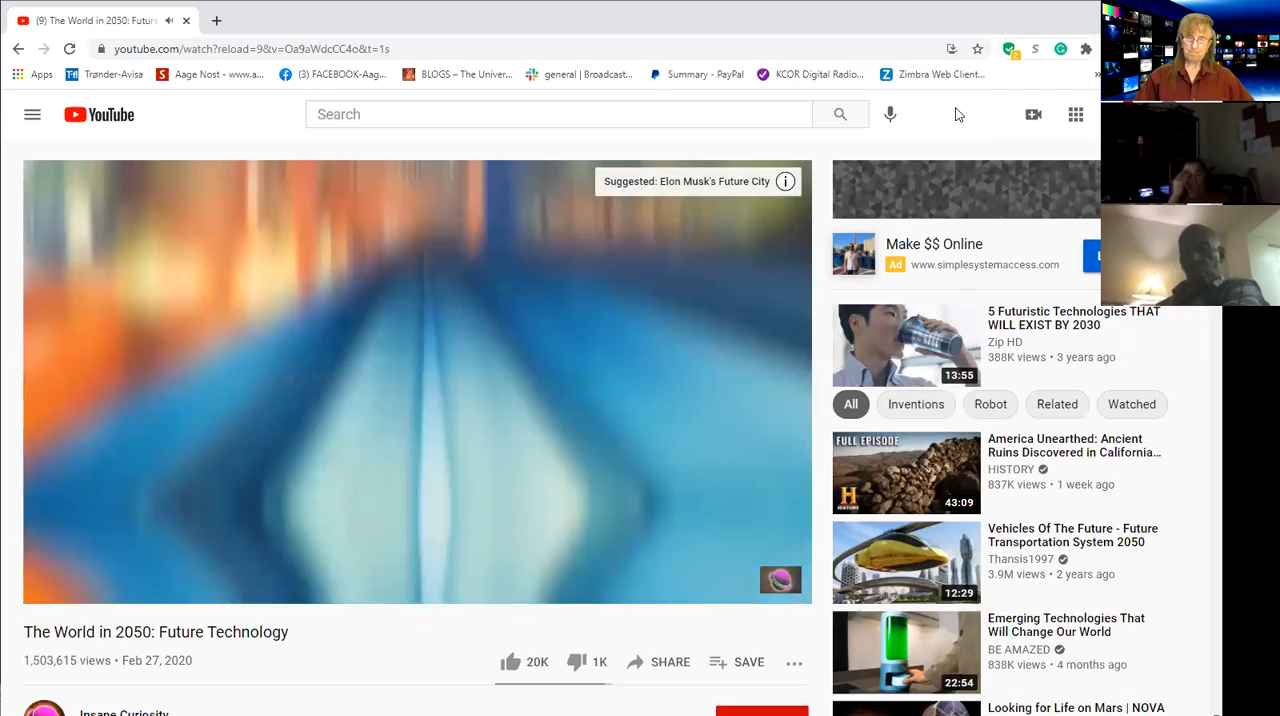 (9) The World in 2050: Future
youtube.com/watch?reload=9&v=Oa9aWdcCC4o&t=1s
2
Apps
Trønder-Avisa
Aage Nost - www.a...
(3) FACEBOOK-Aag...
BLOG - The Univer...
general | Broadcast...
Summary - PayPal
KCOR Digital Radio...
Zimbra Web Client...
»
YouTube
Search
Suggested: Elon Musk's Future City
Make $$ Online
Ad www.simplesystemaccess.com
5 Futuristic Technologies THAT
WILL EXIST BY 2030
Zip HD
388K views • 3 years ago
13:55
All
Inventions
Robot
Related
Watched
FULL EPISODE
America Unearthed: Ancient
Ruins Discovered in California...
HISTORY
837K views • 1 week ago
H
HISTORY
43:09
Vehicles Of The Future - Future
Transportation System 2050
Thansis1997
3.9M views • 2 years ago
12:29
The World in 2050: Future Technology
1,503,615 views • Feb 27, 2020
20K
1K
SHARE
SAVE
Emerging Technologies That
Will Change Our World
BE AMAZED
838K views • 4 months ago
22:54
Looking for Life on Mars | NOVA